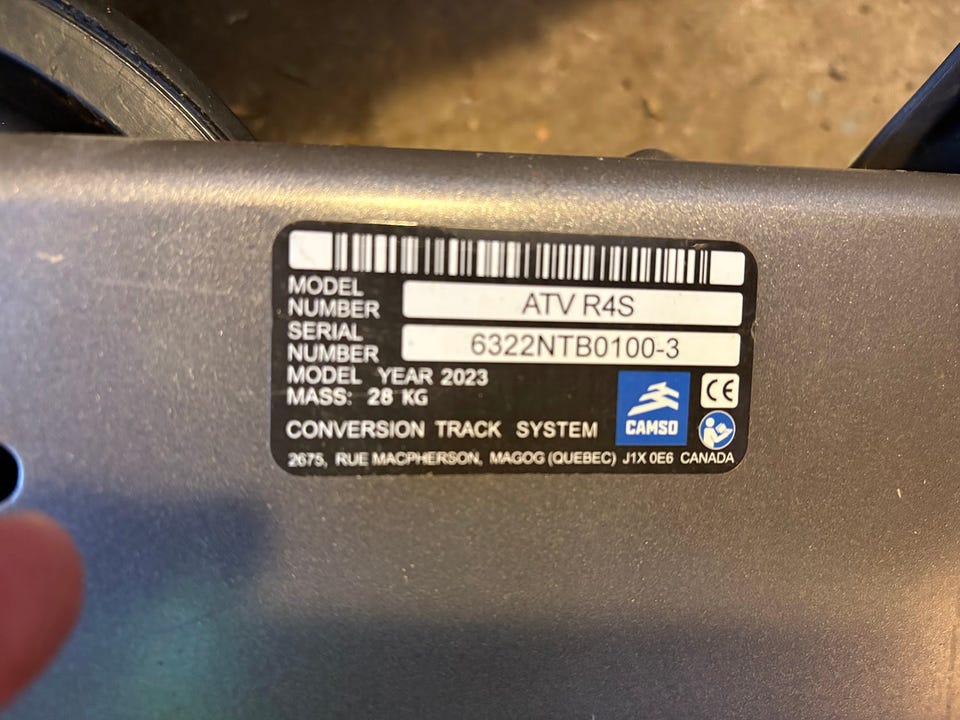 MODEL NUMBER ATV R4S
SERIAL NUMBER 6322NTB0100-3
MODEL YEAR 2023
MASS: 28 KG
CAMSO
CE
CONVERSION TRACK SYSTEM
2675, RUE MACPHERSON, MAGOG (QUEBEC) J1X 0E6 CANADA